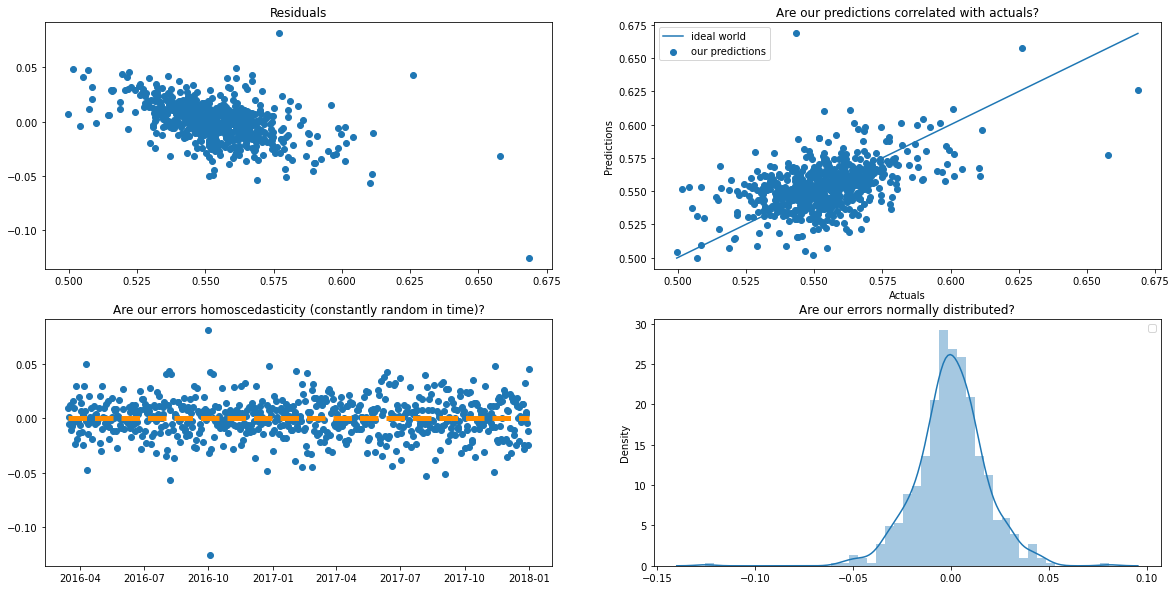 Residuals
0.05
0.00
−0.05
−0.10
0.500 0.525 0.550 0.575 0.600 0.625 0.650 0.675
Are our predictions correlated with actuals?
ideal world
our predictions
Predictions
0.675
0.650
0.625
0.600
0.575
0.550
0.525
0.500
0.500 0.525 0.550 0.575 0.600 0.625 0.650 0.675
Actuals
Are our errors homoscedasticity (constantly random in time)?
0.05
0.00
−0.05
−0.10
2016-04 2016-07 2016-10 2017-01 2017-04 2017-07 2017-10 2018-01
Are our errors normally distributed?
Density
30
25
20
15
10
5
0
−0.15 −0.10 −0.05 0.00 0.05 0.10